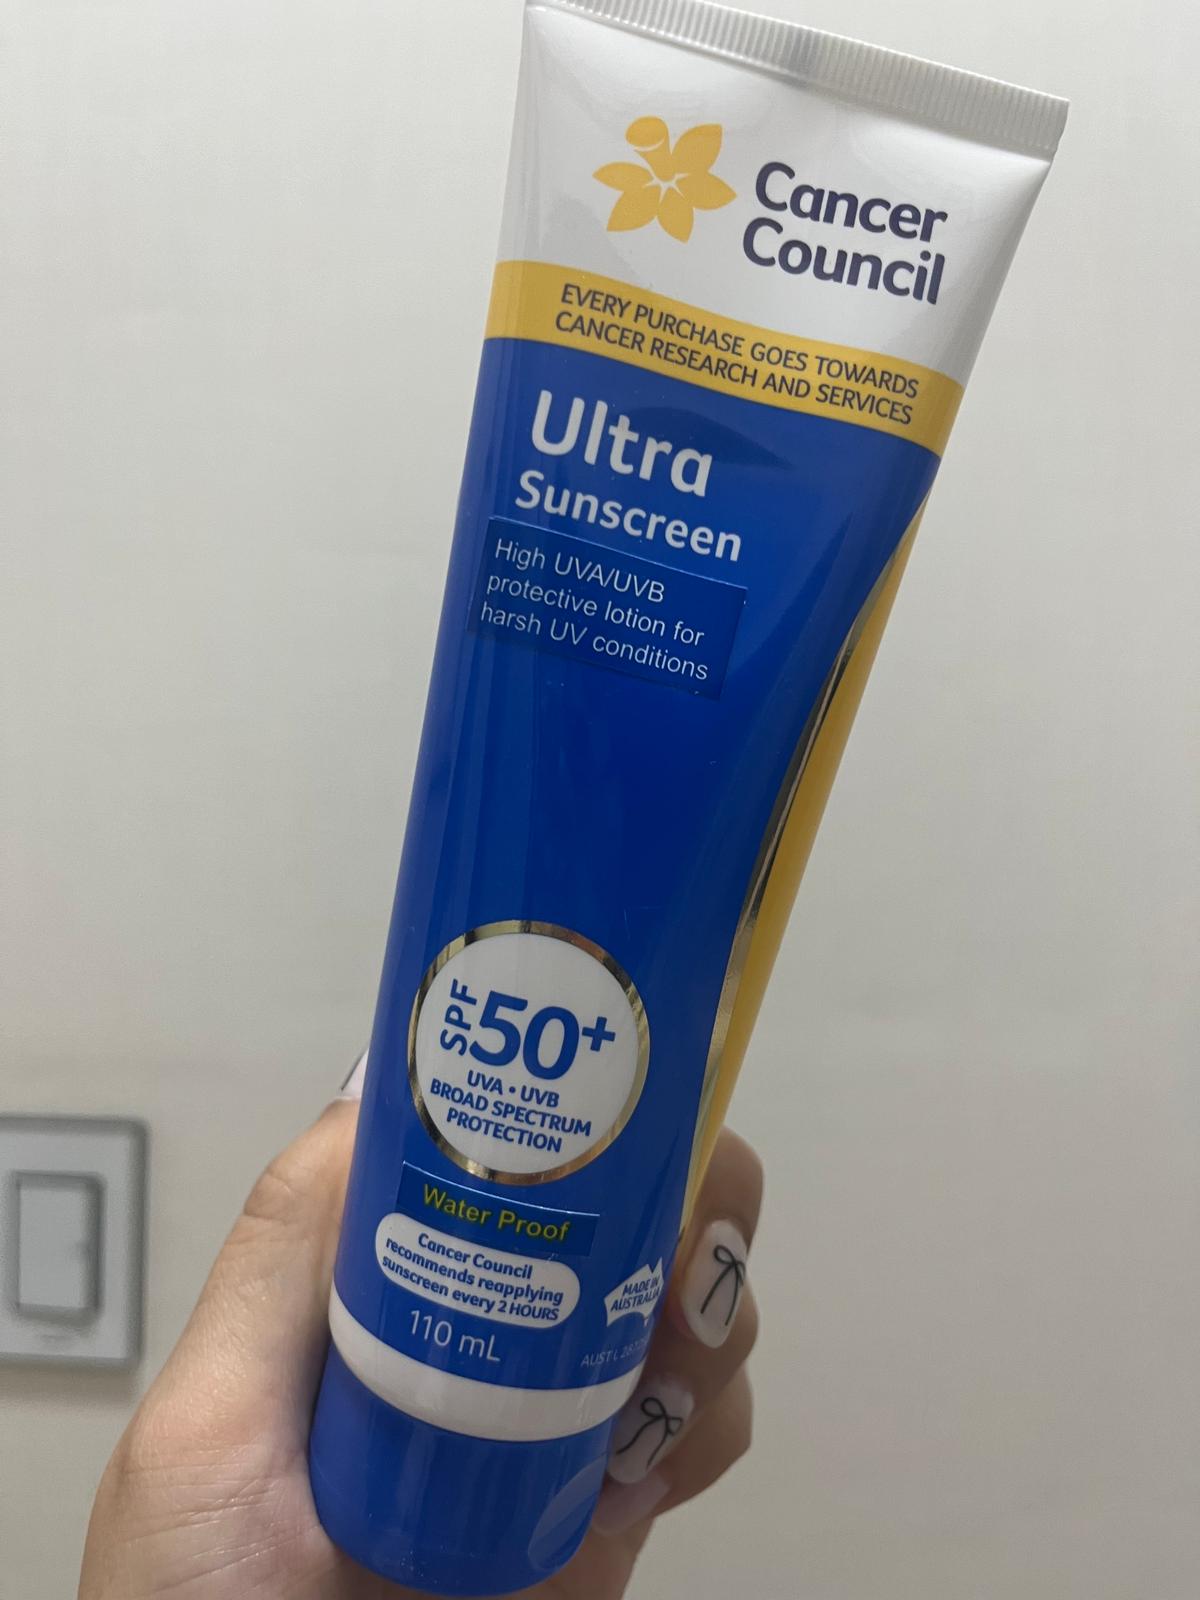 Cancer
Council
EVERY PURCHASE GOES TOWARDS
CANCER RESEARCH AND SERVICES
Ultra
Sunscreen
High UVA/UVB
protective lotion for
harsh UV conditions
SPF 50+
UVA • UVB
BROAD SPECTRUM
PROTECTION
Water Proof
Cancer Council
recommends reapplying
sunscreen every 2 HOURS
110 mL
MADE IN
AUSTRALIA
AUST L